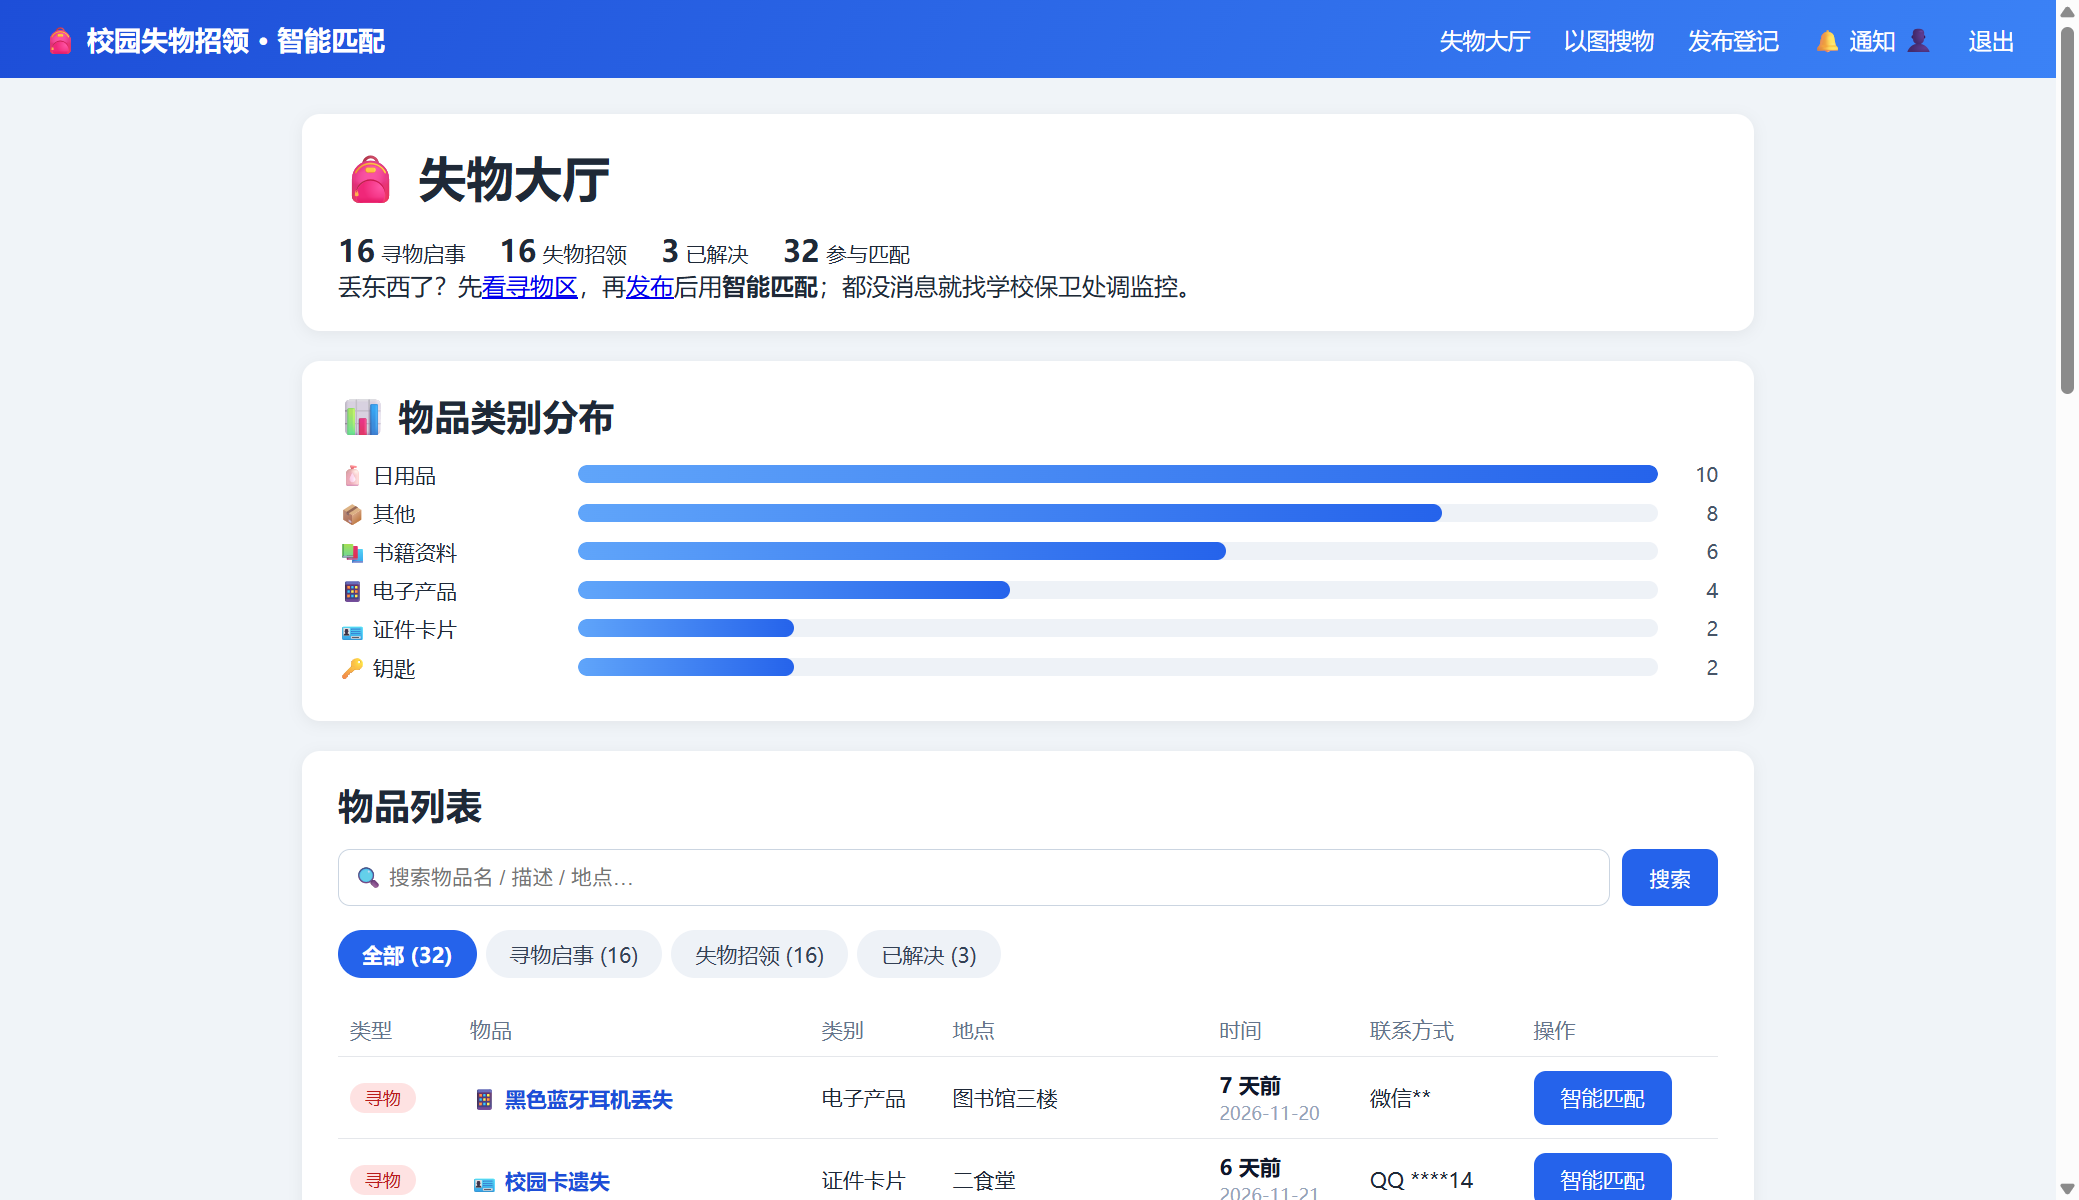 校园失物招领 · 智能匹配
失物大厅 以图搜物 发布登记 通知 退出
失物大厅
16 寻物启事 16 失物招领 3 已解决 32 参与匹配
丢东西了？先看寻物区，再发布后用智能匹配；都没消息就找学校保卫处调监控。
物品类别分布
日用品 10
其他 8
书籍资料 6
电子产品 4
证件卡片 2
钥匙 2
物品列表
搜索物品名 / 描述 / 地点… 搜索
全部 (32) 寻物启事 (16) 失物招领 (16) 已解决 (3)
类型 物品 类别 地点 时间 联系方式 操作
寻物 黑色蓝牙耳机丢失 电子产品 图书馆三楼 7 天前 微信** 智能匹配
2026-11-20
寻物 校园卡遗失 证件卡片 二食堂 6 天前 QQ ****14 智能匹配
2026-11-21